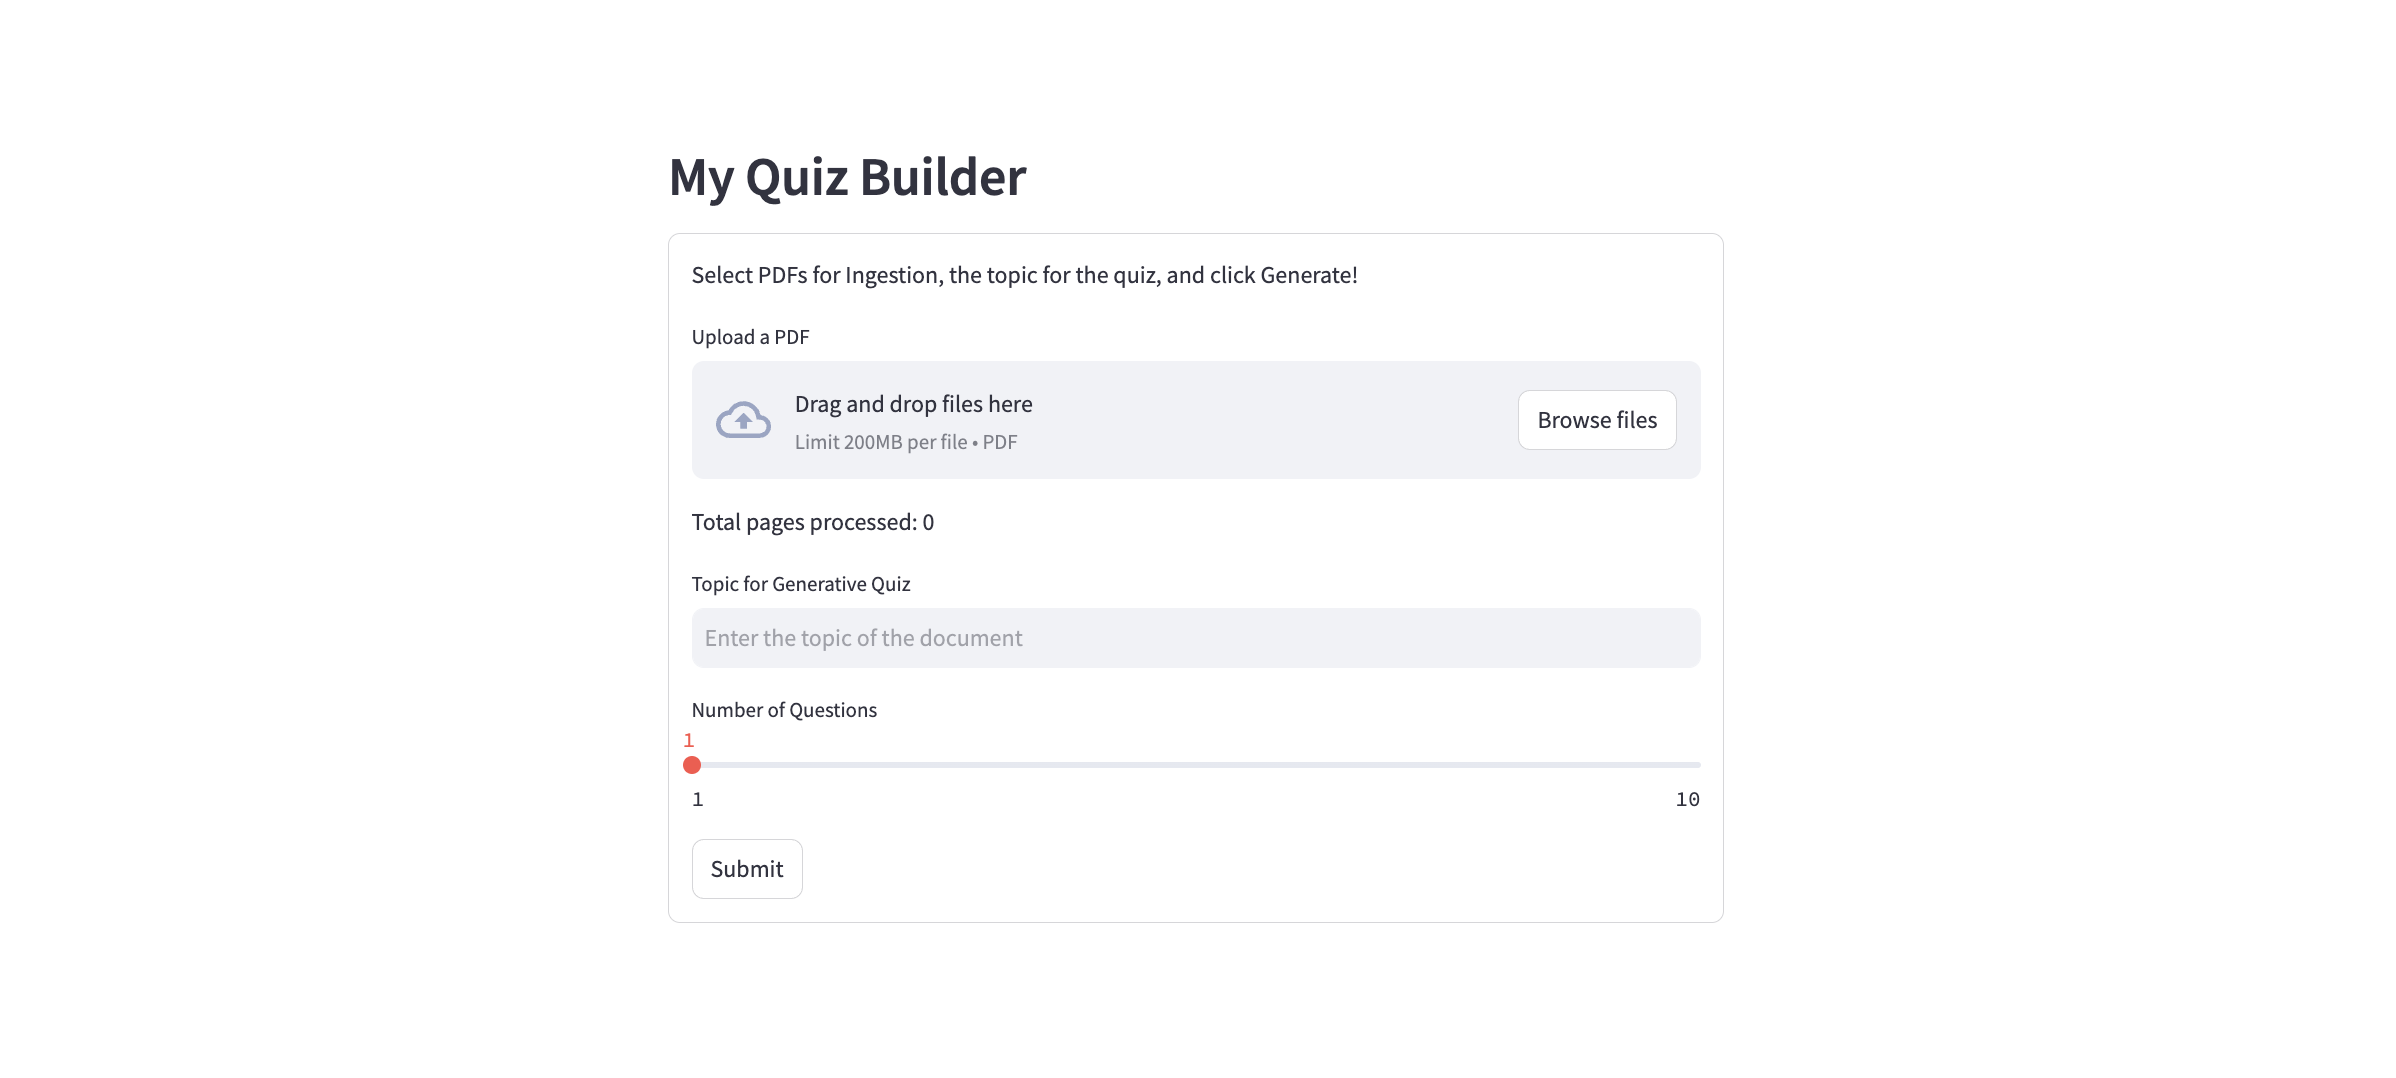 My Quiz Builder
Select PDFs for Ingestion, the topic for the quiz, and click Generate!
Upload a PDF
Drag and drop files here
Limit 200MB per file • PDF
Browse files
Total pages processed: 0
Topic for Generative Quiz
Enter the topic of the document
Number of Questions
1
1 10
Submit